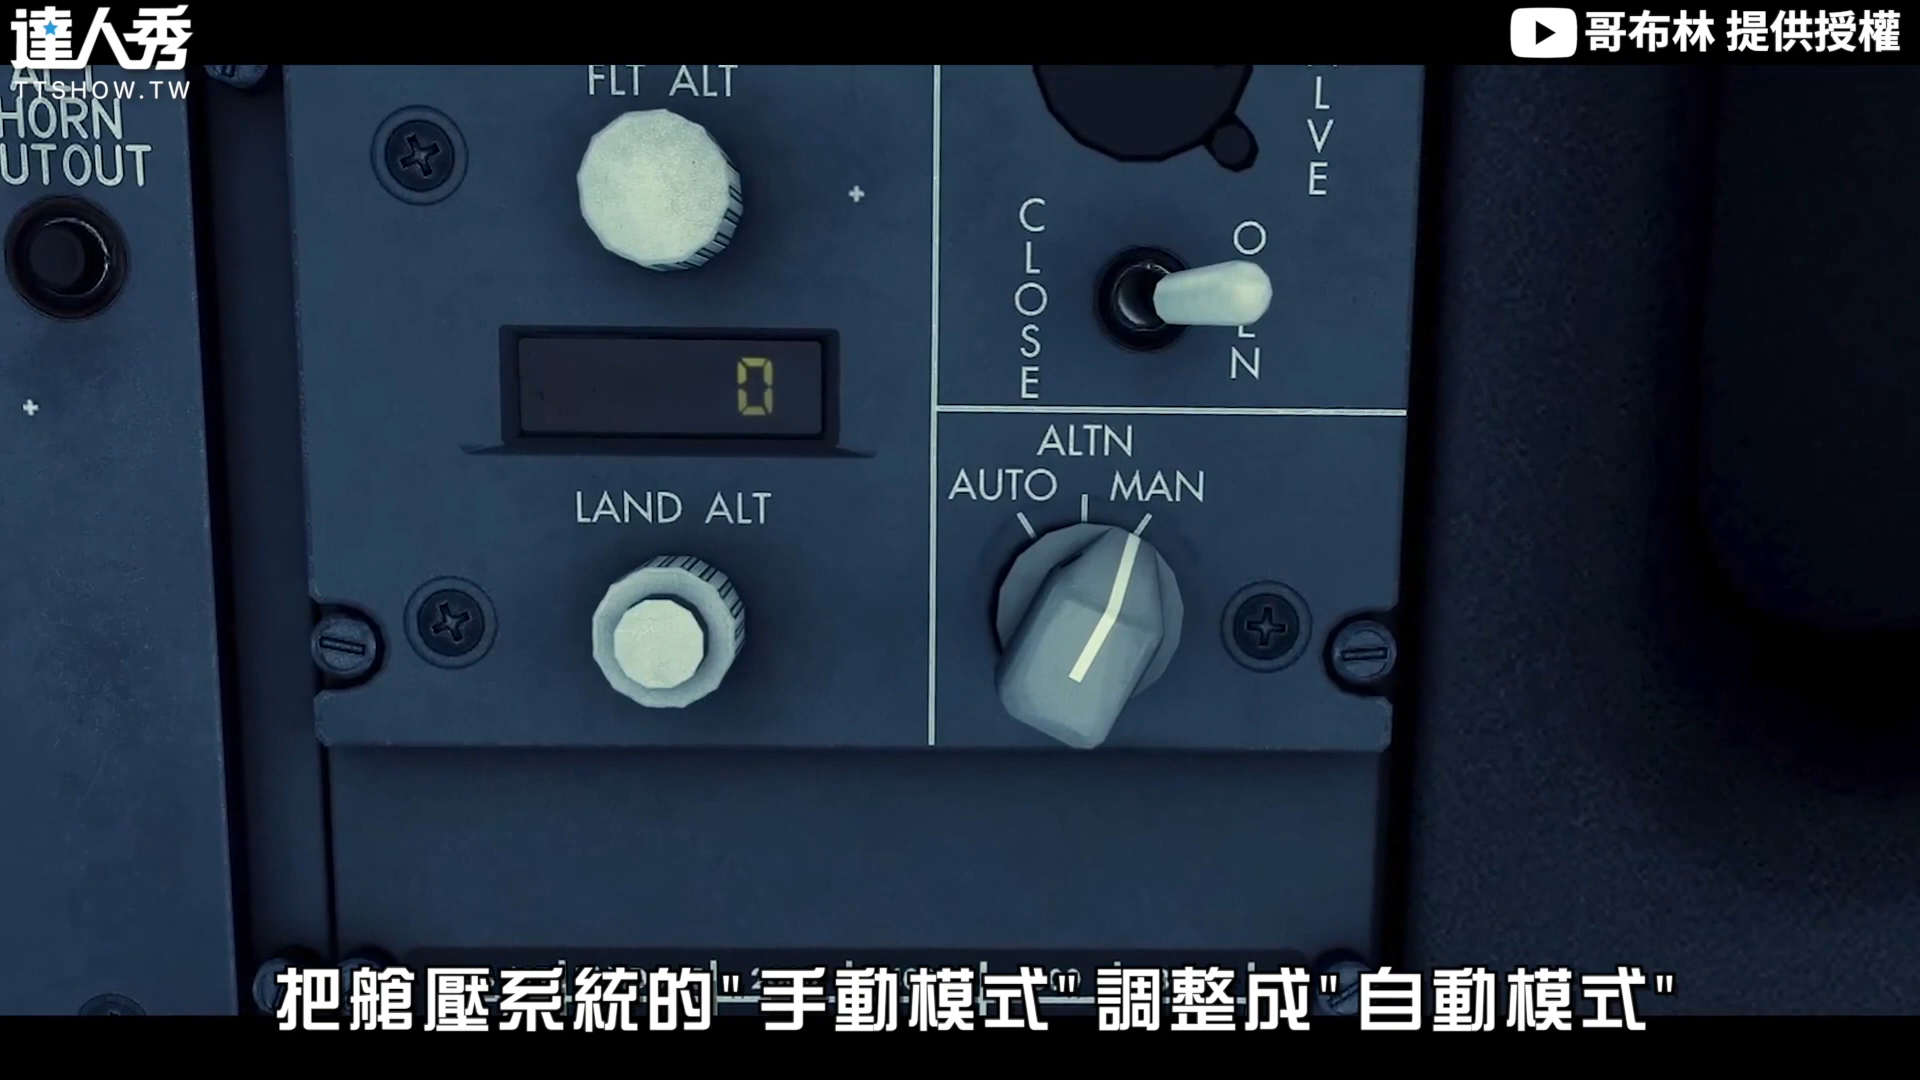 達人秀
TTSHOW.TW
哥布林 提供授權
HORN
UTOUT
FLT ALT
LVE
CLOSE
OPEN
0
LAND ALT
ALTN
AUTO
MAN
把艙壓系統的"手動模式"調整成"自動模式"